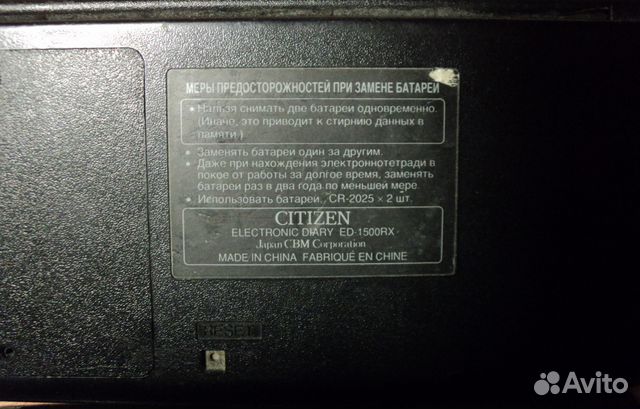 МЕРЫ ПРЕДОСТОРОЖНОСТЕЙ ПРИ ЗАМЕНЕ БАТАРЕИ
• Нальзя снимать две батареи одновременно.
(Иначе, это приводит к стирнию данных в
памяти.)
• Заменять батареи один за другим.
• Даже при нахождения электроннотетради в
покое от работы за долгое время, заменять
батареи раз в два года по меньшей мере.
• Использовать батареи. CR-2025 × 2 шт.
CITIZEN
ELECTRONIC DIARY ED-1500RX
Japan CBM Corporation
MADE IN CHINA FABRIQUÉ EN CHINE
RESET
Avito